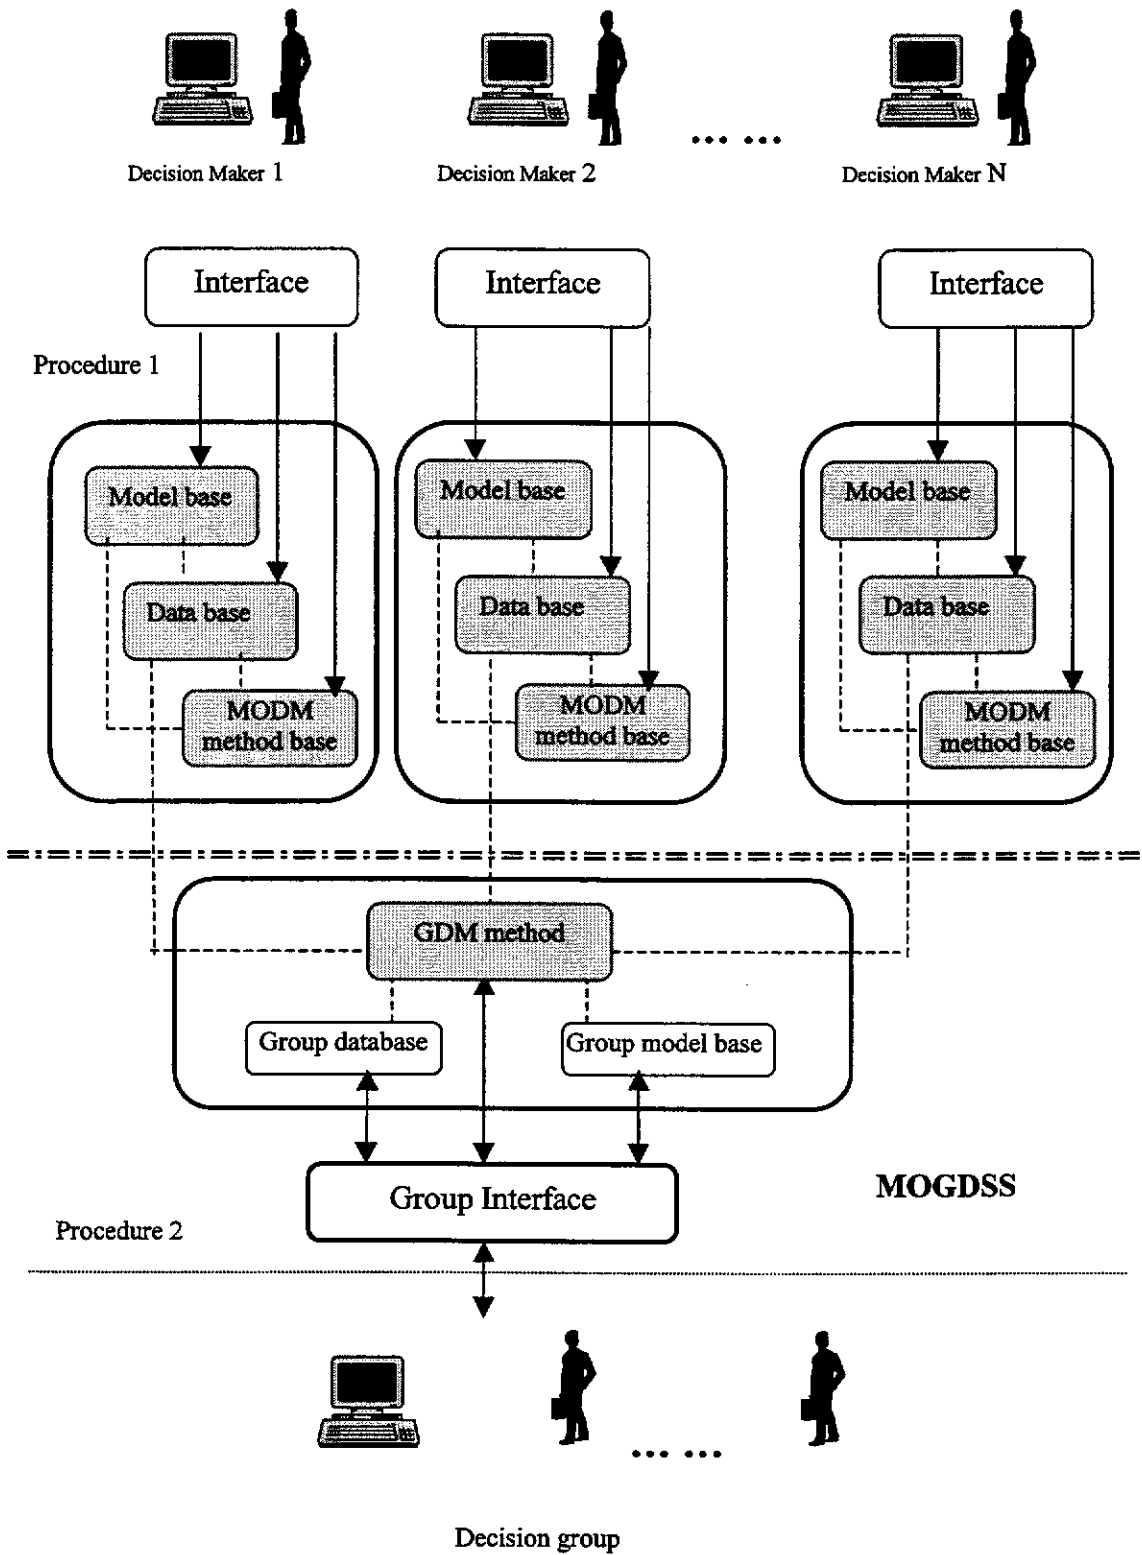 Decision Maker 1
Decision Maker 2
... ...
Decision Maker N
Interface
Interface
Interface
Procedure 1
Model base
Data base
MODM
method base
Model base
Data base
MODM
method base
Model base
Data base
MODM
method base
GDM method
Group database
Group model base
Group Interface
MOGDSS
Procedure 2
... ...
Decision group